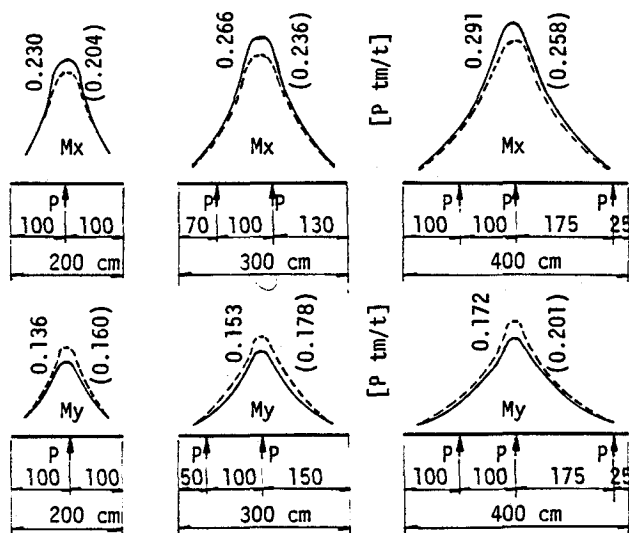 0.230 (0.204) 0.266 (0.236) [P tm/t] 0.291 (0.258)
Mx Mx Mx
P P P P P P
100 100 70 100 130 100 100 175 25
200 cm 300 cm 400 cm
0.136 (0.160) 0.153 (0.178) [P tm/t] 0.172 (0.201)
My My My
P P P P P P
100 100 50 100 150 100 100 175 25
200 cm 300 cm 400 cm